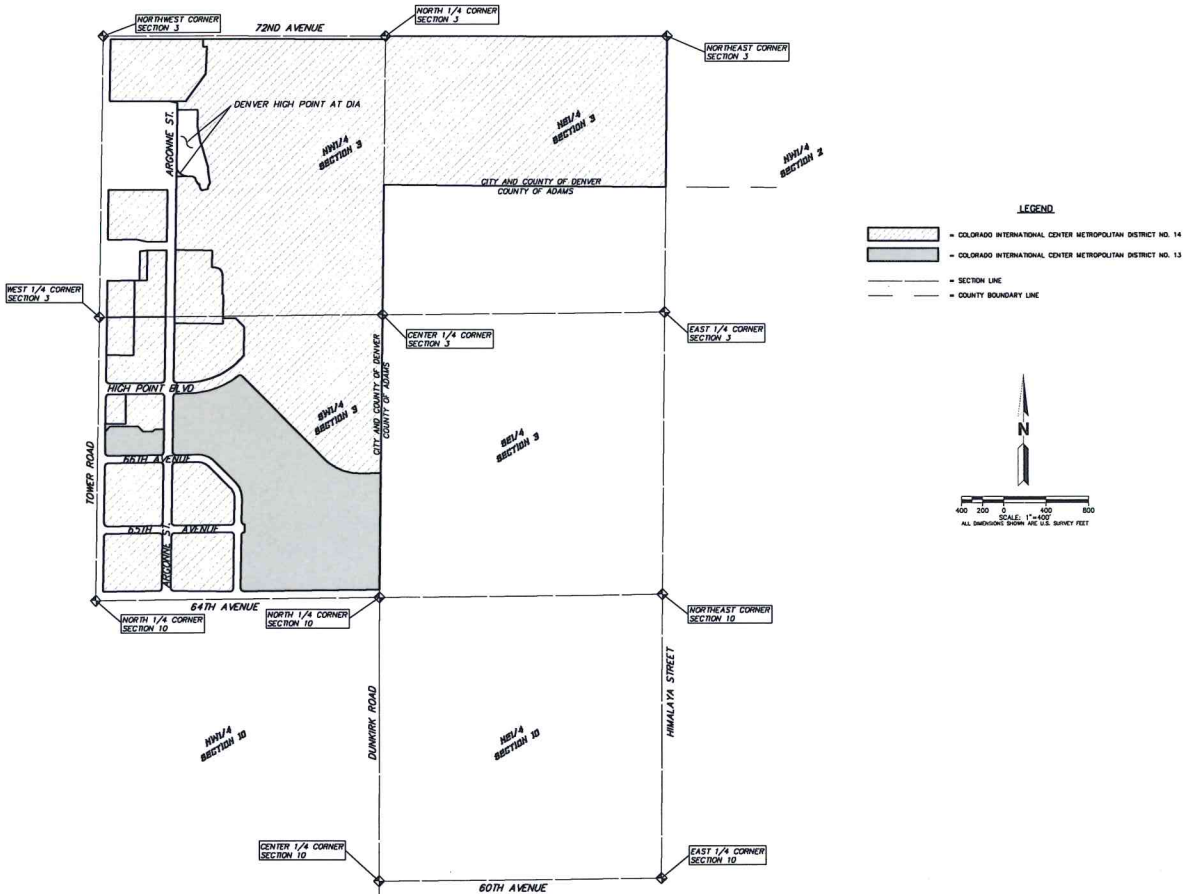 NORTHWEST CORNER
SECTION 3
72ND AVENUE
NORTH 1/4 CORNER
SECTION 3
NORTHEAST CORNER
SECTION 3
DENVER HIGH POINT AT DIA
ARGONNE ST.
NW1/4
SECTION 3
NE1/4
SECTION 3
NW1/4
SECTION 2
CITY AND COUNTY OF DENVER
COUNTY OF ADAMS
LEGEND
= COLORADO INTERNATIONAL CENTER METROPOLITAN DISTRICT NO. 14
= COLORADO INTERNATIONAL CENTER METROPOLITAN DISTRICT NO. 13
= SECTION LINE
= COUNTY BOUNDARY LINE
WEST 1/4 CORNER
SECTION 3
CENTER 1/4 CORNER
SECTION 3
EAST 1/4 CORNER
SECTION 3
CITY AND COUNTY OF DENVER
COUNTY OF ADAMS
HIGH POINT BLVD
SW1/4
SECTION 3
SE1/4
SECTION 3
N
TOWER ROAD
66TH AVENUE
400 200 0 400 800
SCALE: 1"=400'
ALL DIMENSIONS SHOWN ARE U.S. SURVEY FEET
65TH AVENUE
ARGONNE ST.
64TH AVENUE
NORTH 1/4 CORNER
SECTION 10
NORTH 1/4 CORNER
SECTION 10
NORTHEAST CORNER
SECTION 10
DUNKIRK ROAD
HIMALAYA STREET
NW1/4
SECTION 10
NE1/4
SECTION 10
CENTER 1/4 CORNER
SECTION 10
EAST 1/4 CORNER
SECTION 10
60TH AVENUE